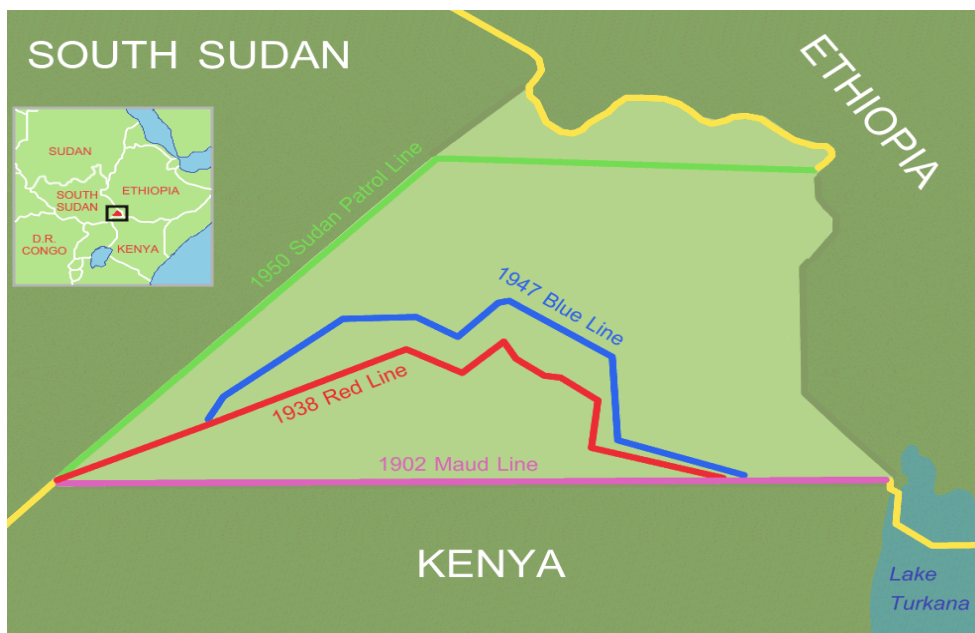 SOUTH SUDAN
ETHIOPIA
SUDAN
SOUTH
SUDAN
ETHIOPIA
D.R.
CONGO
KENYA
1950 Sudan Patrol Line
1947 Blue Line
1938 Red Line
1902 Maud Line
KENYA
Lake
Turkana